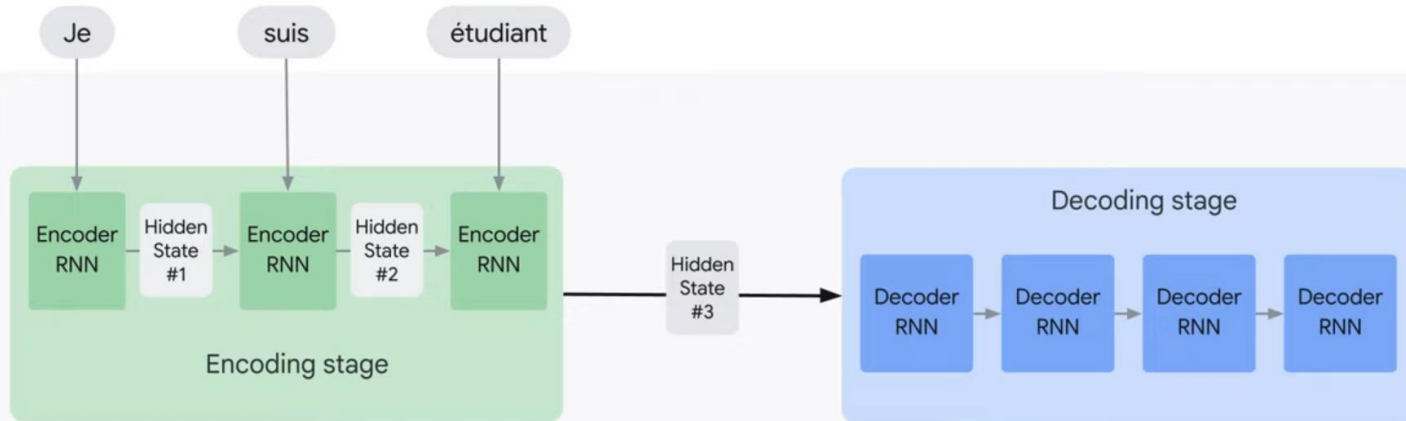 Je
suis
étudiant
Encoder
RNN
Hidden
State
#1
Encoder
RNN
Hidden
State
#2
Encoder
RNN
Encoding stage
Hidden
State
#3
Decoding stage
Decoder
RNN
Decoder
RNN
Decoder
RNN
Decoder
RNN